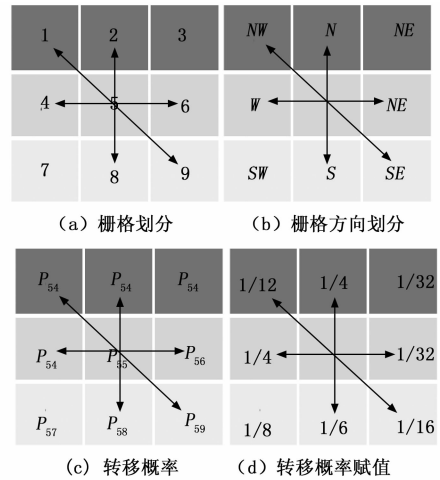 1 2 3 NW N NE
4 5 6 W NE
7 8 9 SW S SE
(a) 栅格划分 (b) 栅格方向划分
P54 P54 P54 1/12 1/4 1/32
P54 P55 P56 1/4 1/32
P57 P58 P59 1/8 1/6 1/16
(c) 转移概率 (d) 转移概率赋值